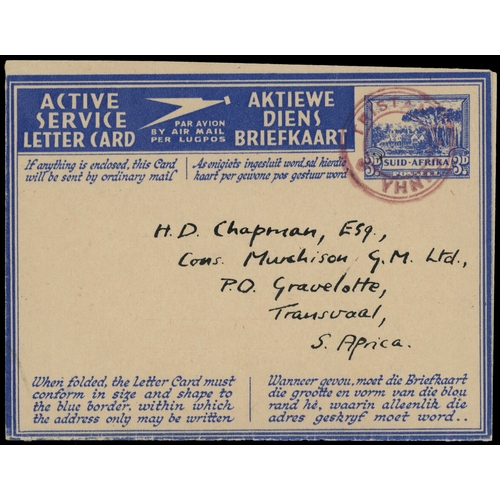 ACTIVE
SERVICE
LETTER CARD
PAR AVION
BY AIR MAIL
PER LUGPOS
AKTIEWE
DIENS
BRIEFKAART
If anything is enclosed, this Card
will be sent by ordinary mail
As enigiets ingesluit word, sal hierdie
kaart per gewone pos gestuur word
3D SUID-AFRIKA 3D
POSSEËL
TRISTA
H.D. Chapman, Esq.,
Cons. Murchison G.M. Ltd.,
P.O. Gravelotte,
Transvaal,
S. Africa.
When folded, the Letter Card must
conform in size and shape to
the blue border, within which
the address only may be written
Wanneer gevou, moet die Briefkaart
die grootte en vorm van die blou
rand hê, waarin alleenlik die
adres geskryf moet word..